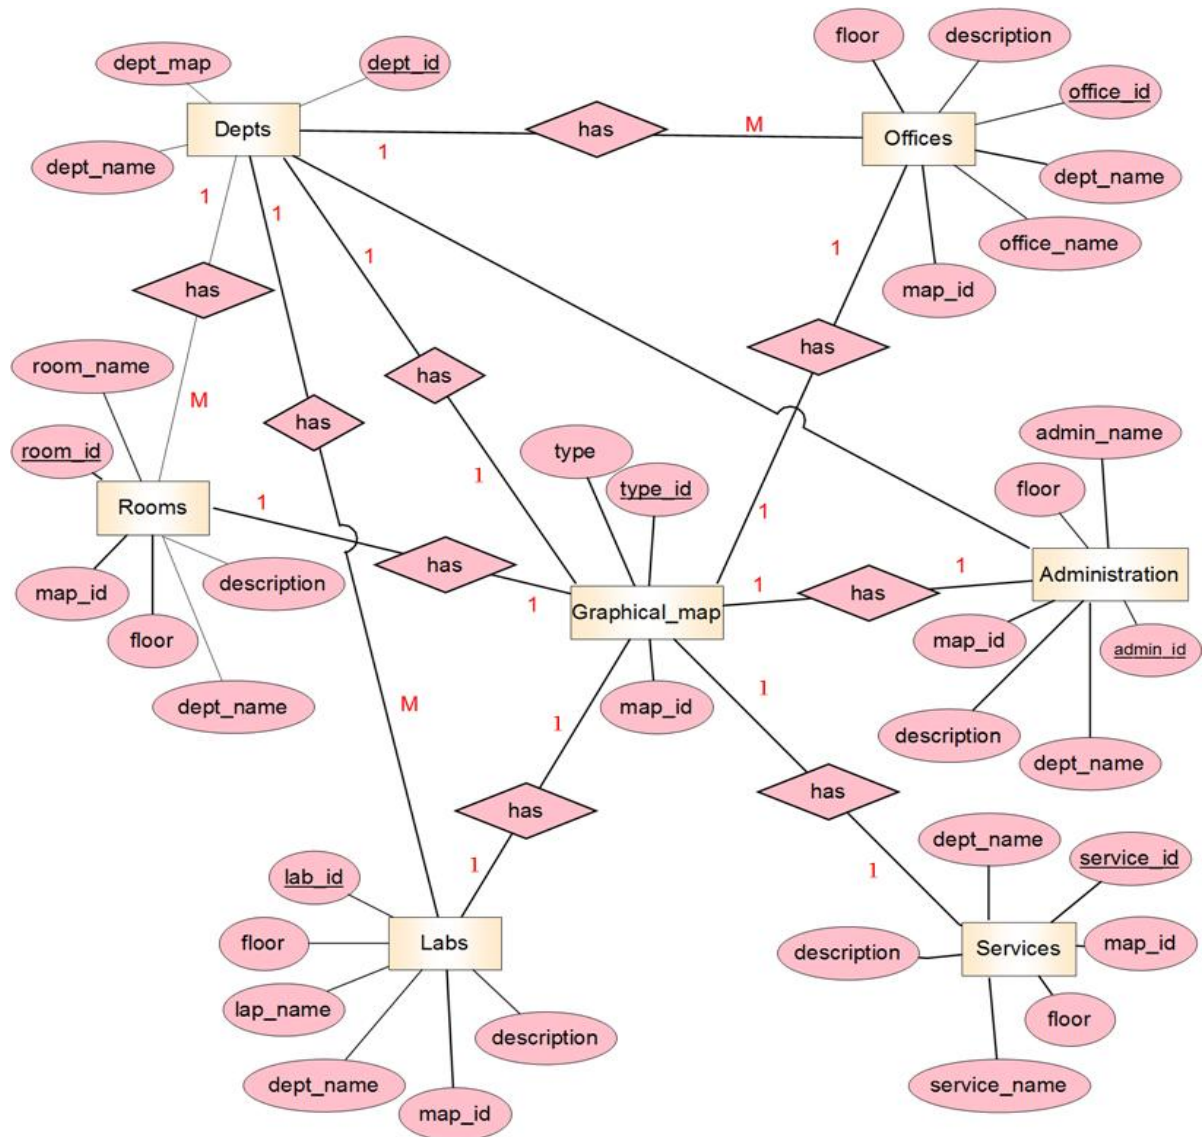 floor
description
dept_map
dept_id
office_id
Depts
has
M
Offices
1
dept_name
dept_name
1
1
office_name
1
1
has
map_id
has
room_name
has
M
has
admin_name
room_id
type
type_id
floor
1
1
Rooms
1
has
description
has
1
1
Administration
map_id
1
Graphical_map
floor
map_id
admin_id
dept_name
M
map_id
1
1
description
dept_name
has
has
dept_name
service_id
1
1
lab_id
floor
Labs
description
Services
map_id
lap_name
description
floor
dept_name
map_id
service_name